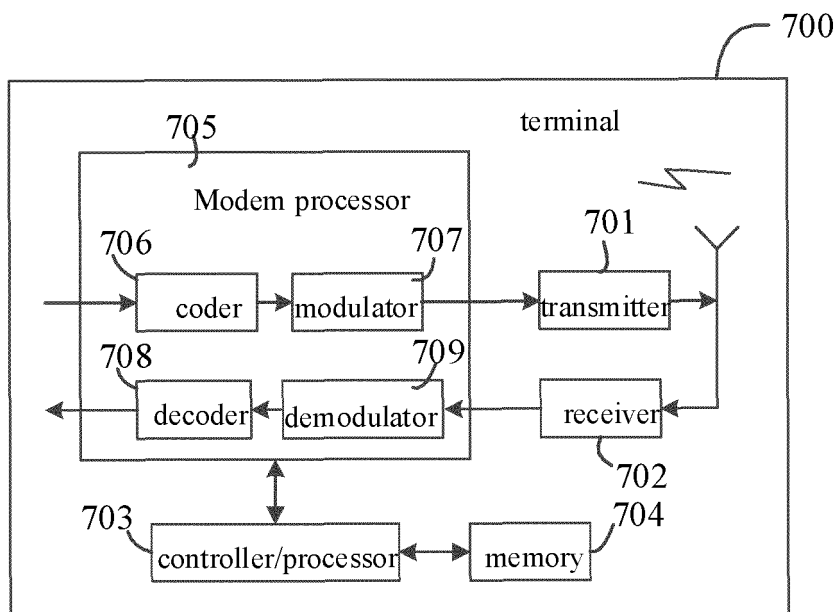 700
terminal
705
Modem processor
706
707
701
coder
modulator
transmitter
708
709
decoder
demodulator
receiver
702
703
704
controller/processor
memory